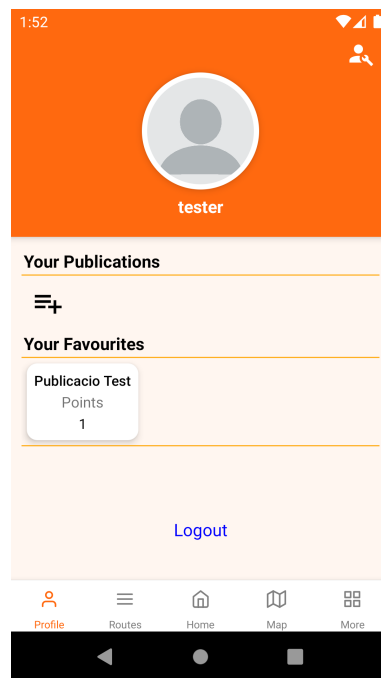 1:52
tester
Your Publications
Your Favourites
Publicacio Test
Points
1
Logout
Profile Routes Home Map More